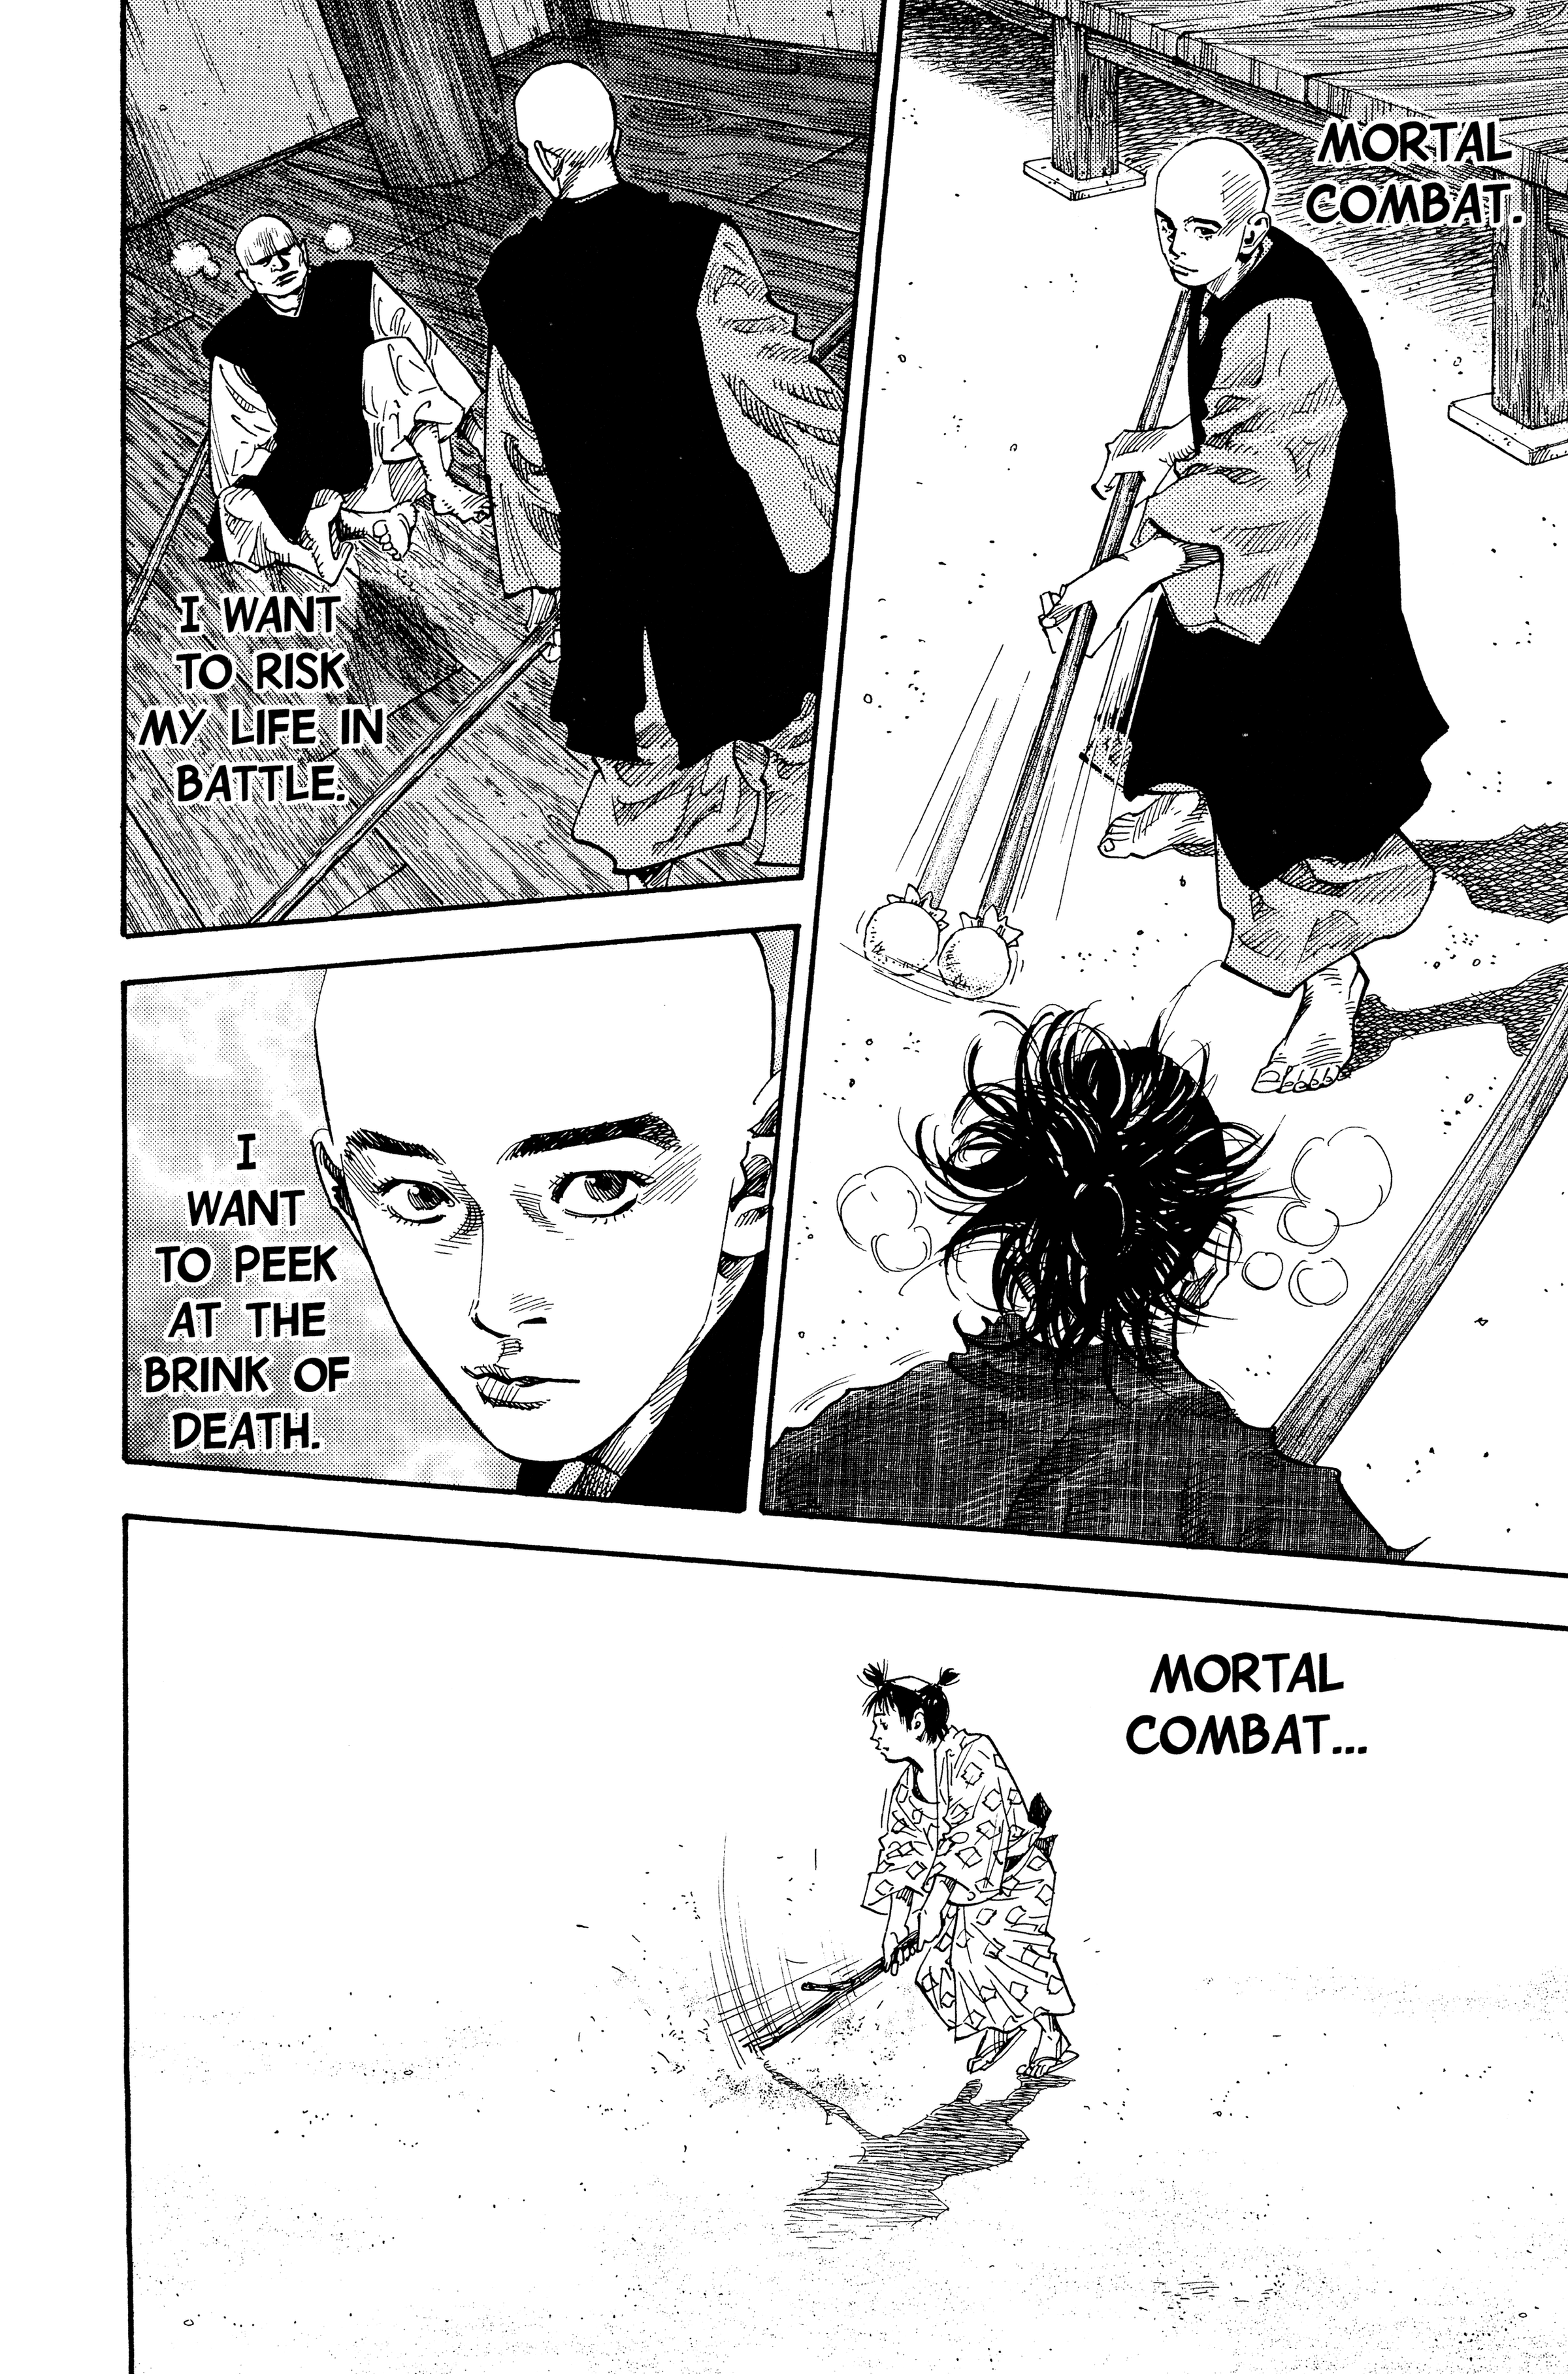 MORTAL
COMBAT.
I WANT
TO RISK
MY LIFE IN
BATTLE.
I
WANT
TO PEEK
AT THE
BRINK OF
DEATH.
MORTAL
COMBAT...